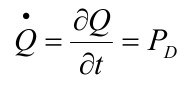 Q̇ = ∂Q/∂t = P_D